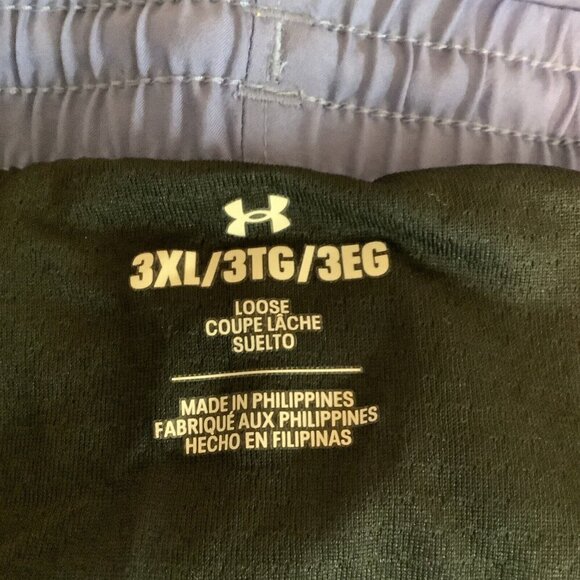 3XL/3TG/3EG
LOOSE
COUPE LÂCHE
SUELTO
MADE IN PHILIPPINES
FABRIQUÉ AUX PHILIPPINES
HECHO EN FILIPINAS